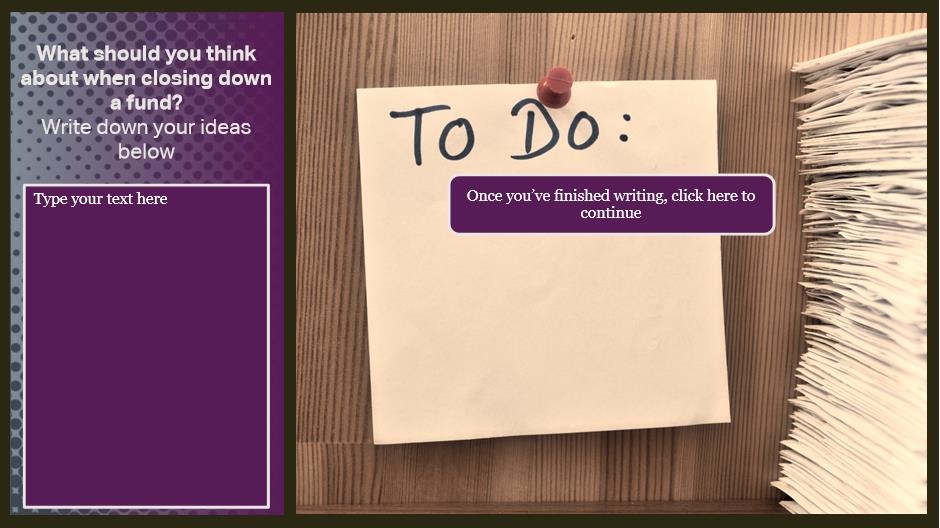 What should you think
about when closing down
a fund?
Write down your ideas
below
Type your text here
To Do:
Once you've finished writing, click here to
continue